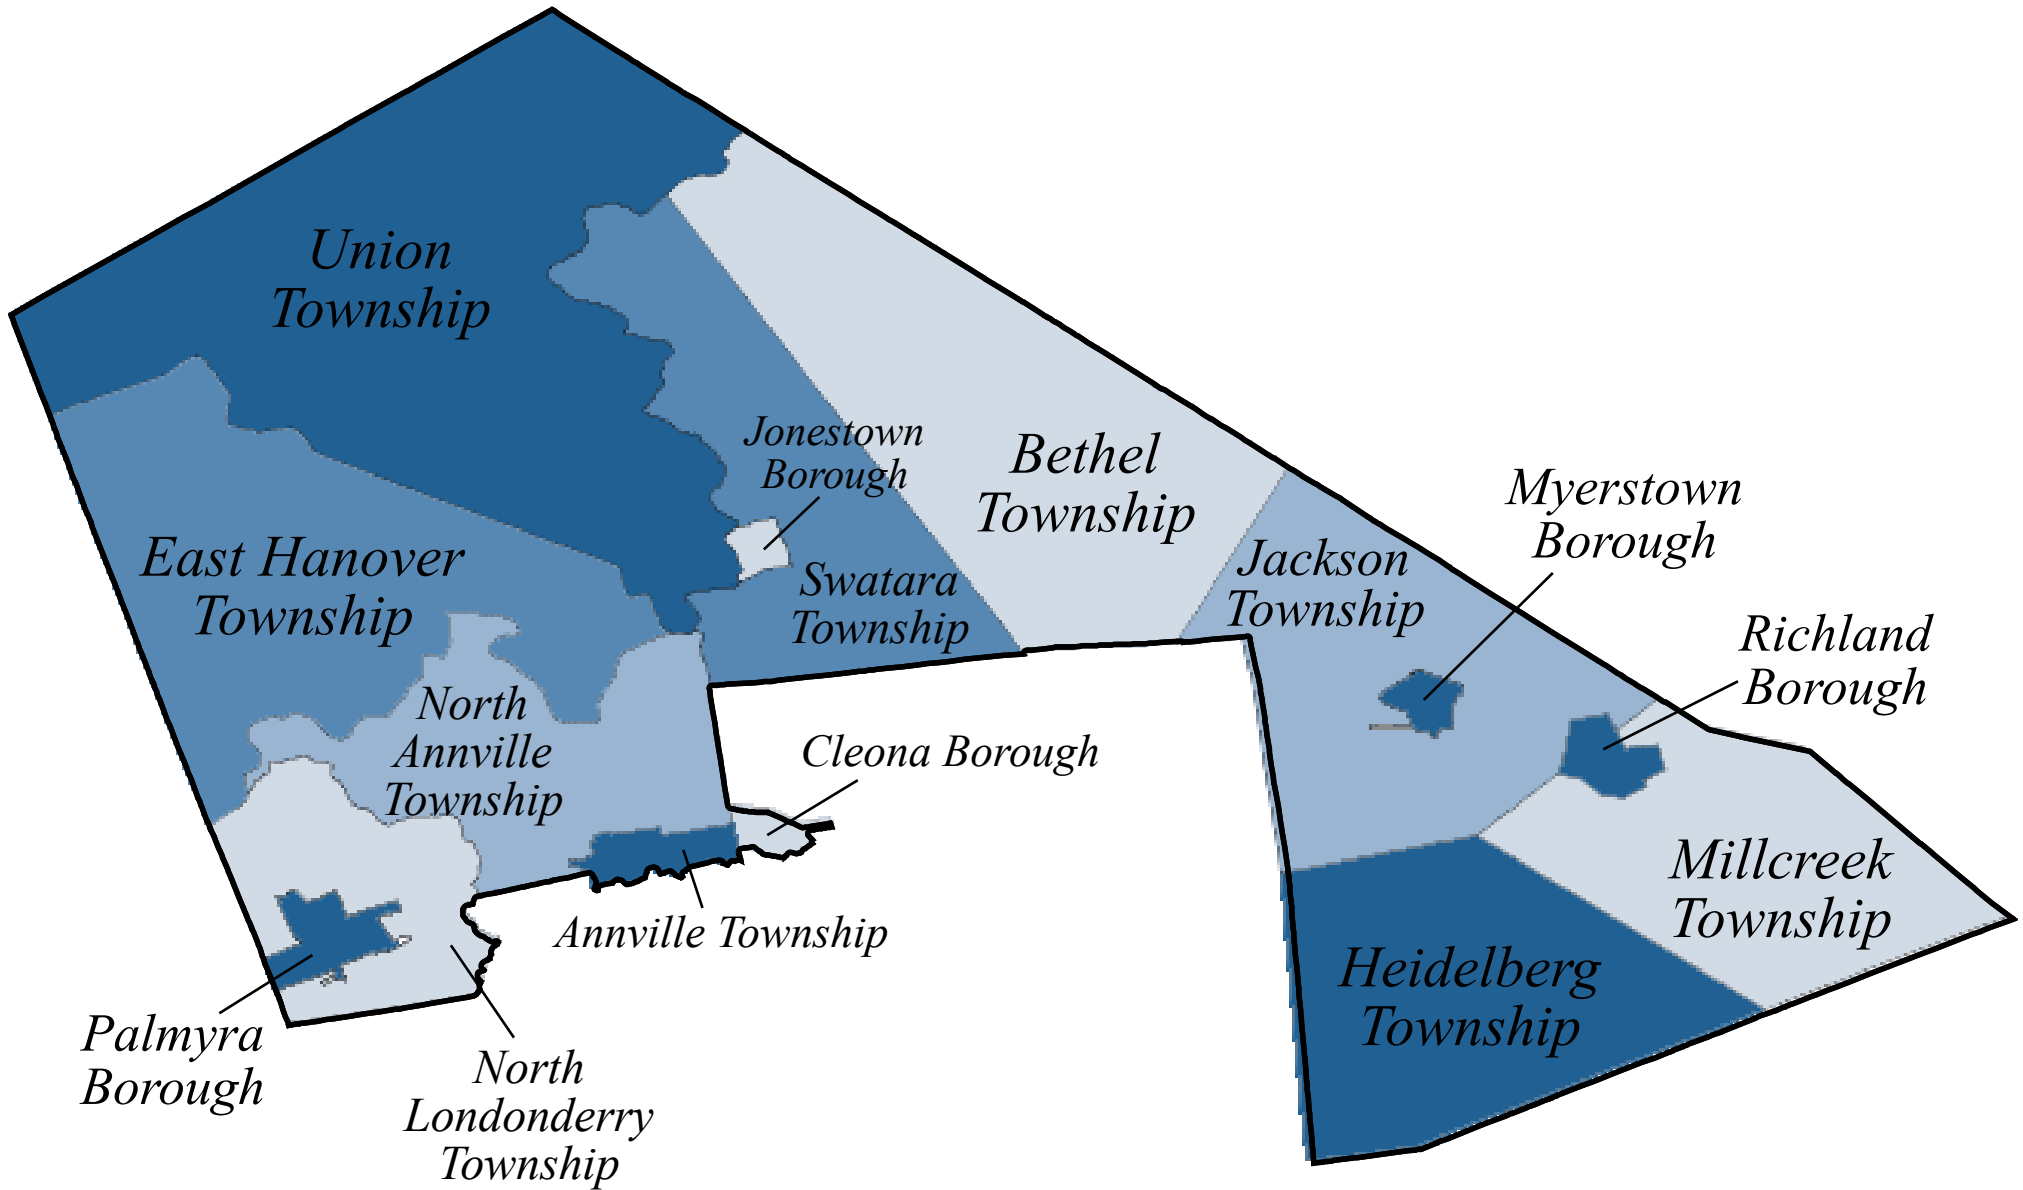 Union
Township
Jonestown
Borough
Bethel
Township
Myerstown
Borough
East Hanover
Township
Swatara
Township
Jackson
Township
Richland
Borough
North
Annville
Township
Cleona Borough
Millcreek
Township
Annville Township
Heidelberg
Township
Palmyra
Borough
North
Londonderry
Township